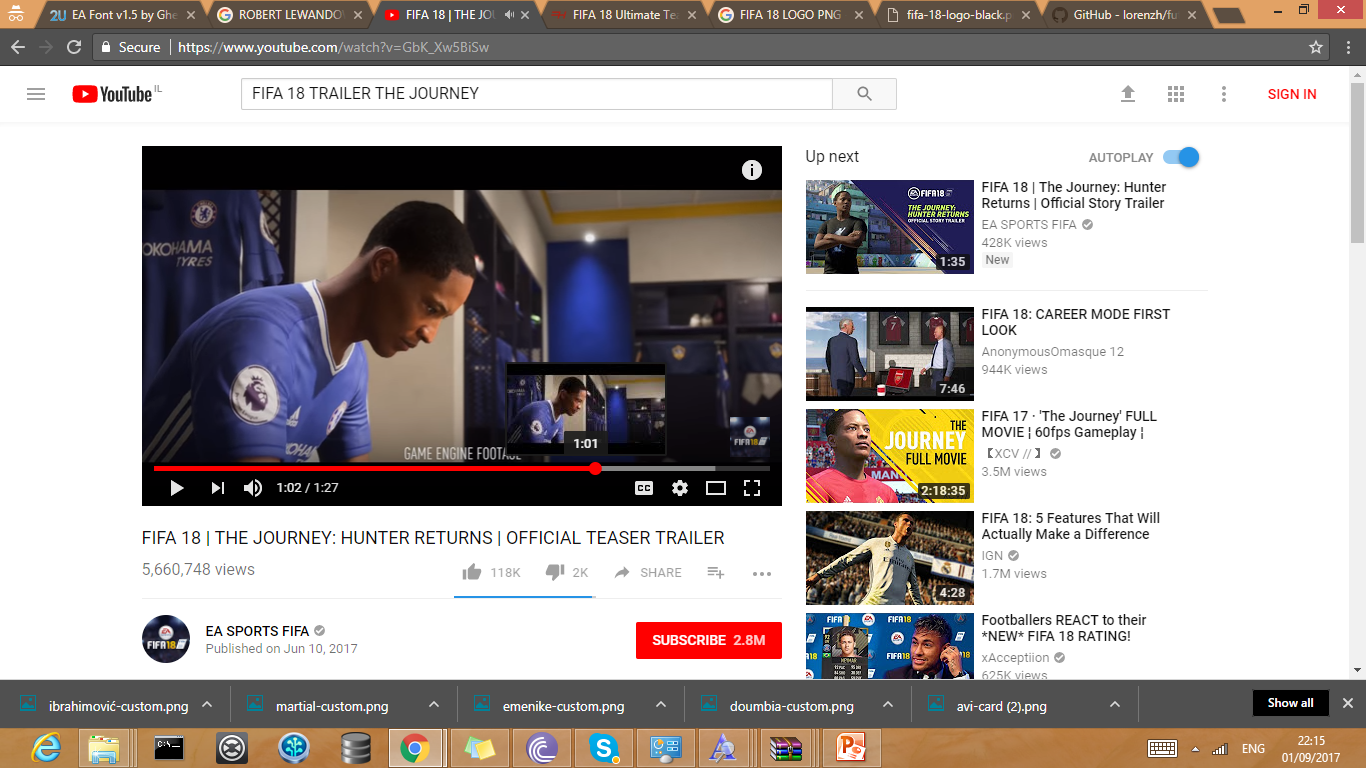 EA Font v1.5 by Ghe
ROBERT LEWANDOV
FIFA 18 | THE JOU
FIFA 18 Ultimate Tea
FIFA 18 LOGO PNG
fifa-18-logo-black.p
GitHub - lorenzh/fu
Secure | https://www.youtube.com/watch?v=GbK_Xw5BiSw
YouTube IL
FIFA 18 TRAILER THE JOURNEY
SIGN IN
YOKOHAMA
TYRES
GAME ENGINE FOOTAGE
FIFA18
1:01
1:02 / 1:27
CC
FIFA 18 | THE JOURNEY: HUNTER RETURNS | OFFICIAL TEASER TRAILER
5,660,748 views
118K
2K
SHARE
FIFA18
EA SPORTS FIFA
Published on Jun 10, 2017
SUBSCRIBE 2.8M
Up next
AUTOPLAY
FIFA18
THE JOURNEY:
HUNTER RETURNS
OFFICIAL STORY TRAILER
1:35
FIFA 18 | The Journey: Hunter
Returns | Official Story Trailer
EA SPORTS FIFA
428K views
New
7:46
FIFA 18: CAREER MODE FIRST
LOOK
AnonymousOmasque 12
944K views
THE
JOURNEY
FULL MOVIE
2:18:35
FIFA 17 · 'The Journey' FULL
MOVIE ¦ 60fps Gameplay ¦
【XCV // 】
3.5M views
4:28
FIFA 18: 5 Features That Will
Actually Make a Difference
IGN
1.7M views
NEYMAR
FIFA18
Footballers REACT to their
*NEW* FIFA 18 RATING!
xAcceptiion
625K views
ibrahimović-custom.png
martial-custom.png
emenike-custom.png
doumbia-custom.png
avi-card (2).png
Show all
ENG
22:15
01/09/2017